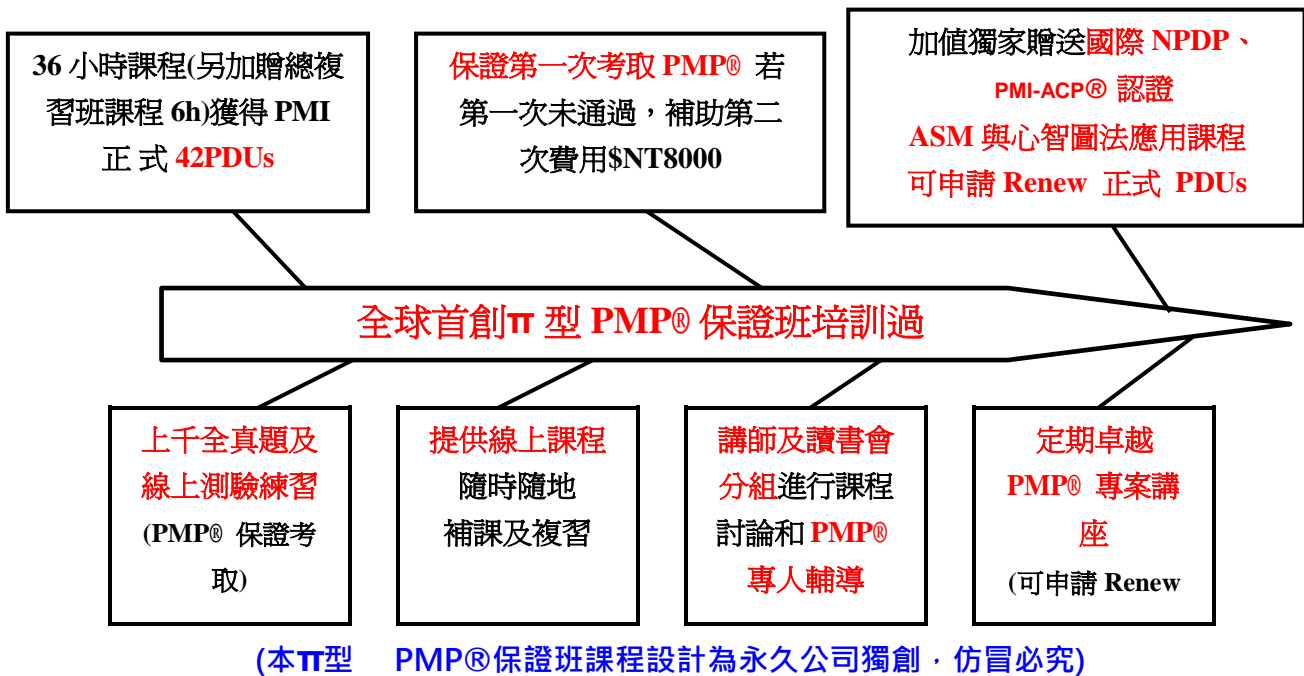 36 小時課程(另加贈總複
習班課程 6h)獲得 PMI
正 式 42PDUs
保證第一次考取 PMP® 若
第一次未通過，補助第二
次費用$NT8000
加值獨家贈送國際 NPDP、
PMI-ACP® 認證
ASM 與心智圖法應用課程
可申請 Renew 正式 PDUs
全球首創π 型 PMP® 保證班培訓過
上千全真題及
線上測驗練習
(PMP® 保證考
取)
提供線上課程
隨時隨地
補課及複習
講師及讀書會
分組進行課程
討論和 PMP®
專人輔導
定期卓越
PMP® 專案講
座
(可申請 Renew
(本π型 PMP®保證班課程設計為永久公司獨創，仿冒必究)